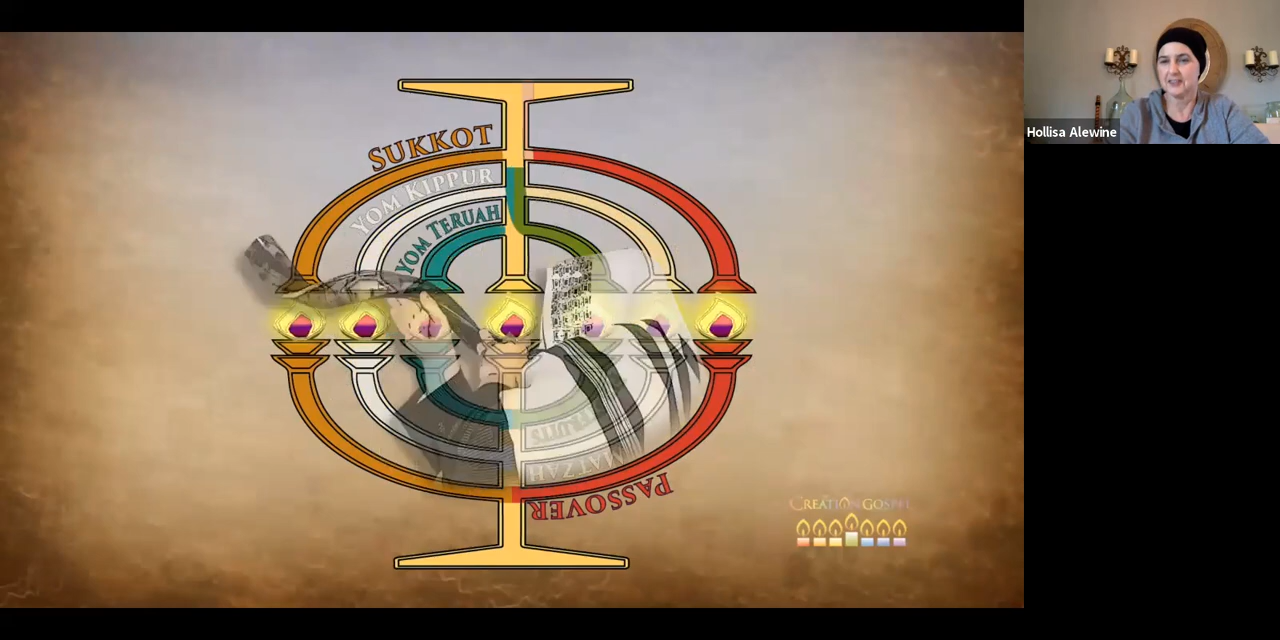 SUKKOT
YOM KIPPUR
YOM TERUAH
MATZAH
PASSOVER
CREATION GOSPEL
Hollisa Alewine